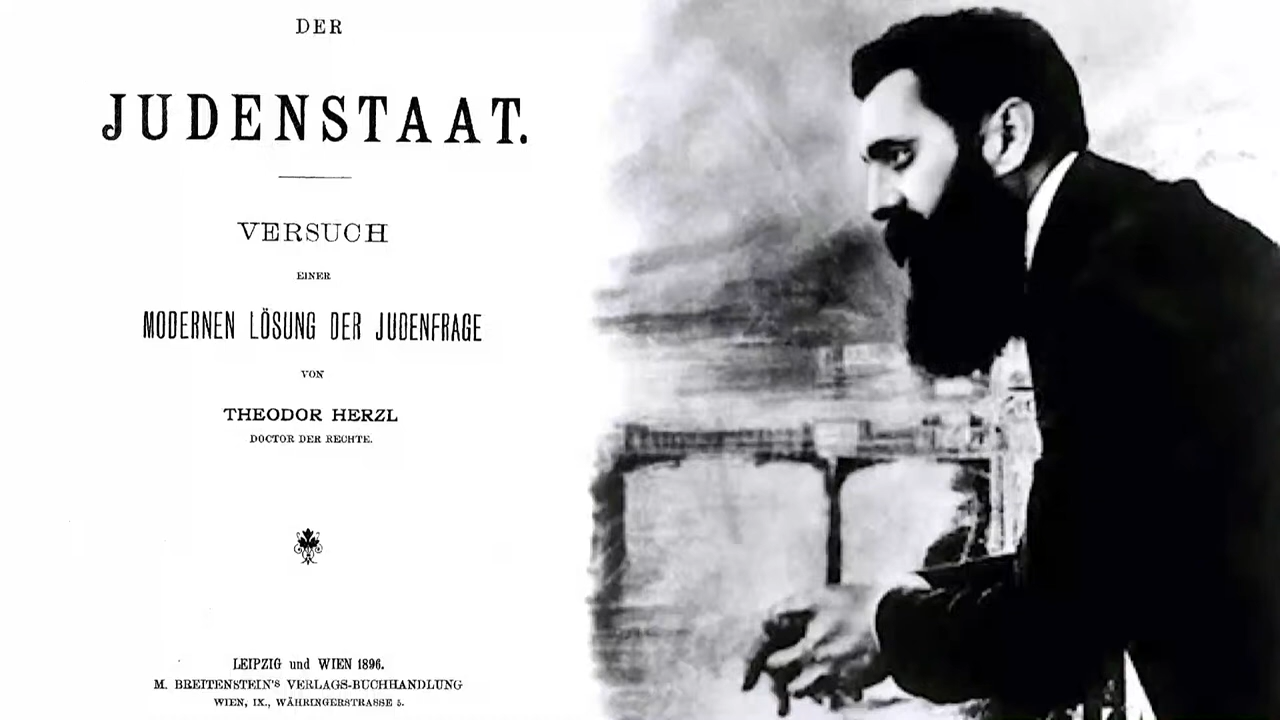 DER
JUDENSTAAT.
VERSUCH
EINER
MODERNEN LÖSUNG DER JUDENFRAGE
VON
THEODOR HERZL
DOCTOR DER RECHTE.
LEIPZIG und WIEN 1896.
M. BREITENSTEIN'S VERLAGS-BUCHHANDLUNG
WIEN, IX., WÄHRINGERSTRASSE 5.